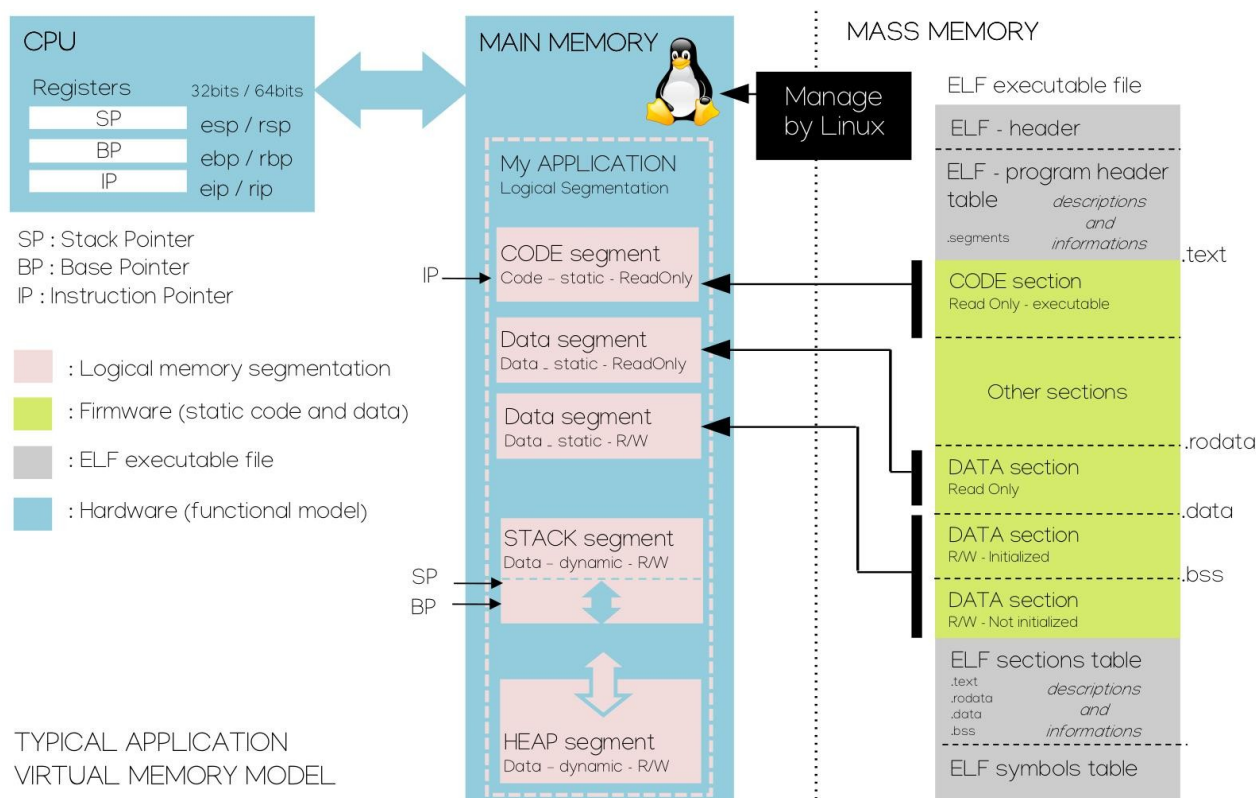 CPU
Registers 32bits / 64bits
SP esp / rsp
BP ebp / rbp
IP eip / rip
SP : Stack Pointer
BP : Base Pointer
IP : Instruction Pointer
: Logical memory segmentation
: Firmware (static code and data)
: ELF executable file
: Hardware (functional model)
TYPICAL APPLICATION
VIRTUAL MEMORY MODEL
MAIN MEMORY
My APPLICATION
Logical Segmentation
IP
CODE segment
Code - static - ReadOnly
Data segment
Data - static - ReadOnly
Data segment
Data - static - R/W
STACK segment
Data - dynamic - R/W
SP
BP
HEAP segment
Data - dynamic - R/W
Manage
by Linux
MASS MEMORY
ELF executable file
ELF - header
ELF - program header
table
descriptions
and
informations
.segments
.text
CODE section
Read Only - executable
Other sections
.rodata
DATA section
Read Only
.data
DATA section
R/W - Initialized
.bss
DATA section
R/W - Not initialized
ELF sections table
.text
.rodata
.data
.bss
descriptions
and
informations
ELF symbols table